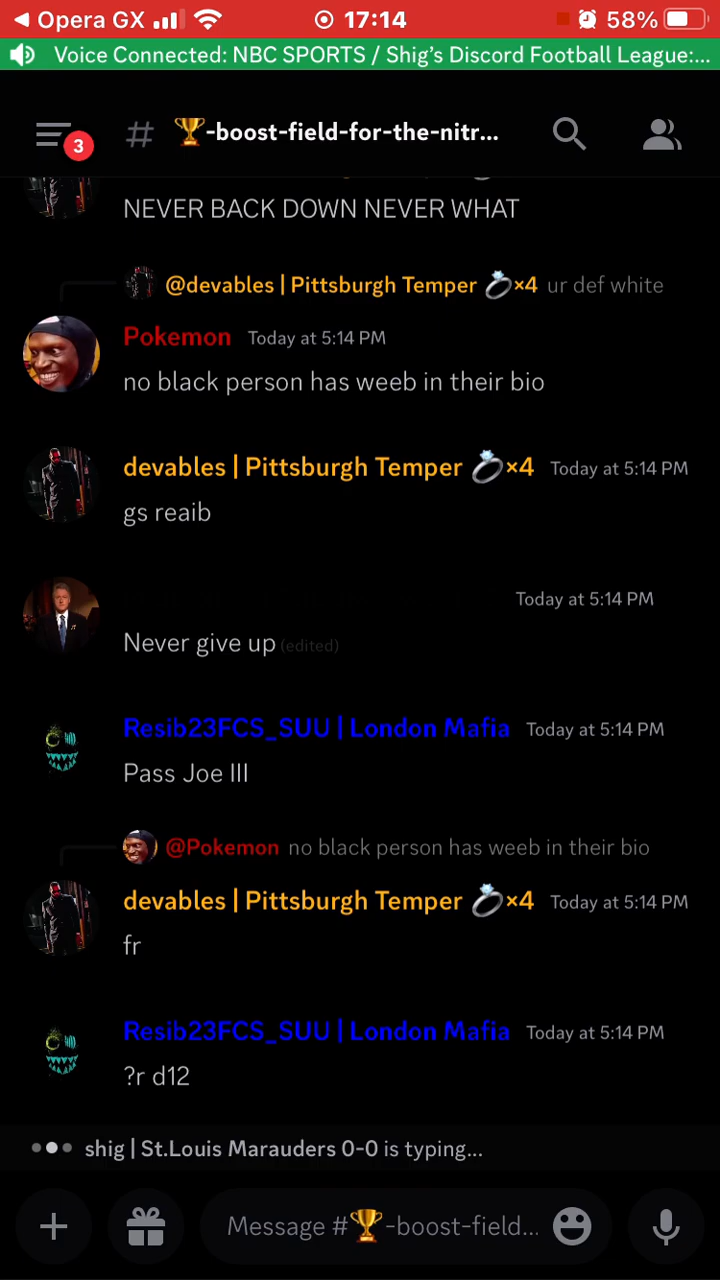 Opera GX 17:14 58%
Voice Connected: NBC SPORTS / Shig's Discord Football League:...
3 # 🏆-boost-field-for-the-nitr...
NEVER BACK DOWN NEVER WHAT
@devables | Pittsburgh Temper 💍×4 ur def white
Pokemon Today at 5:14 PM
no black person has weeb in their bio
devables | Pittsburgh Temper 💍×4 Today at 5:14 PM
gs reaib
Today at 5:14 PM
Never give up (edited)
Resib23FCS_SUU | London Mafia Today at 5:14 PM
Pass Joe III
@Pokemon no black person has weeb in their bio
devables | Pittsburgh Temper 💍×4 Today at 5:14 PM
fr
Resib23FCS_SUU | London Mafia Today at 5:14 PM
?r d12
shig | St.Louis Marauders 0-0 is typing...
Message #🏆-boost-field...